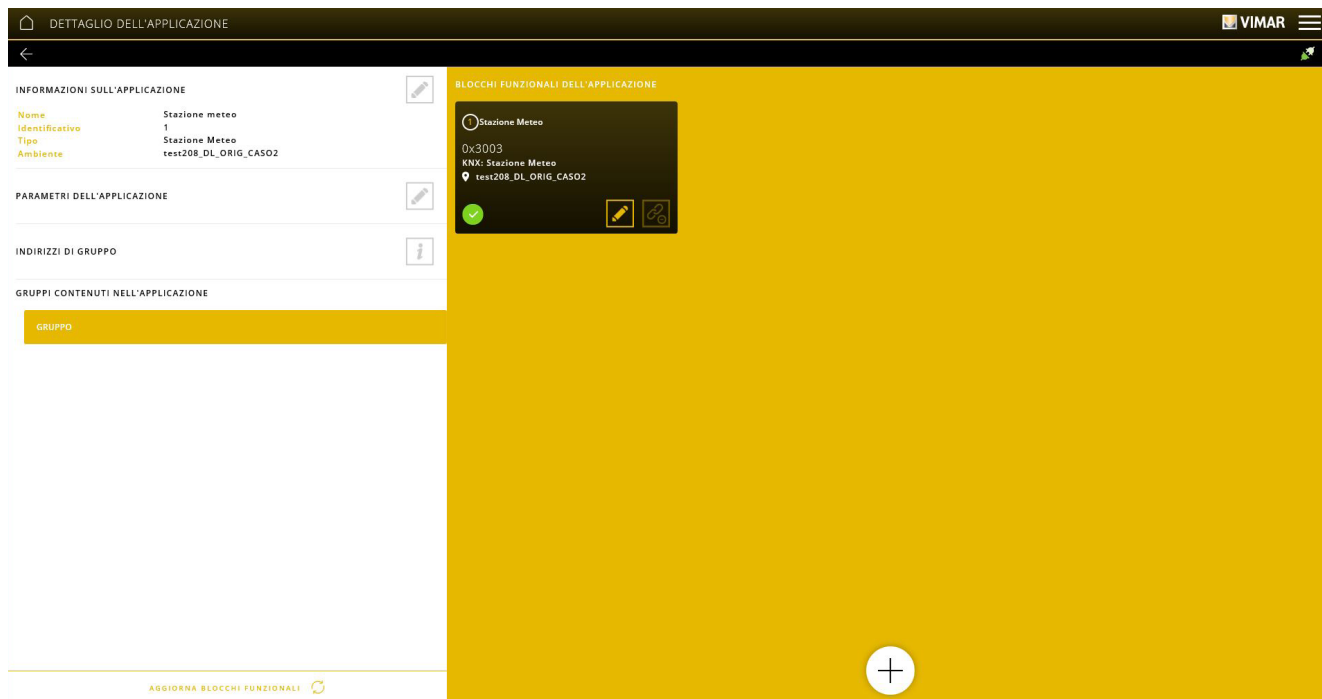 DETTAGLIO DELL'APPLICAZIONE
VIMAR
INFORMAZIONI SULL'APPLICAZIONE
Nome Stazione meteo
Identificativo 1
Tipo Stazione Meteo
Ambiente test208_DL_ORIG_CASO2
PARAMETRI DELL'APPLICAZIONE
INDIRIZZI DI GRUPPO
i
GRUPPI CONTENUTI NELL'APPLICAZIONE
GRUPPO
AGGIORNA BLOCCHI FUNZIONALI
BLOCCHI FUNZIONALI DELL'APPLICAZIONE
1 Stazione Meteo
0x3003
KNX: Stazione Meteo
test208_DL_ORIG_CASO2